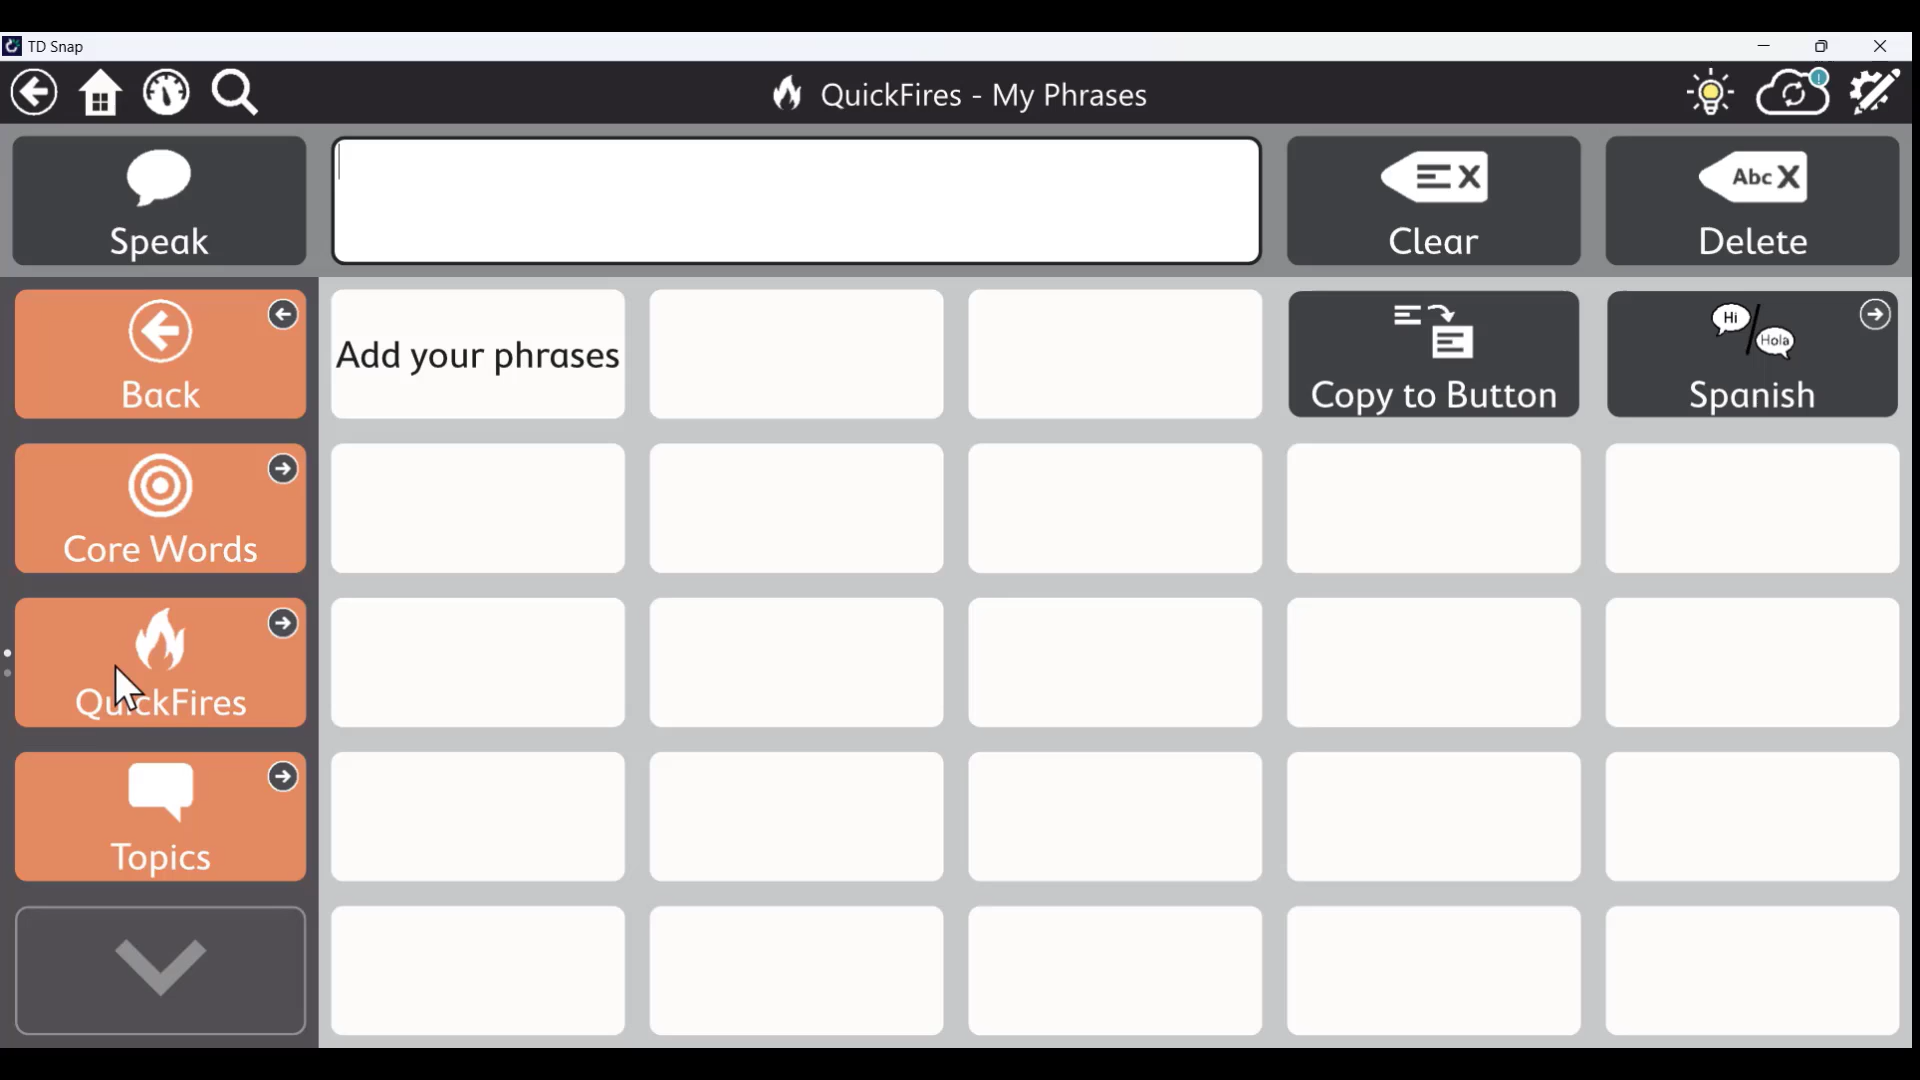 TD Snap
QuickFires - My Phrases
Speak
Clear
Abc X
Delete
Back
Add your phrases
Copy to Button
Hi
Hola
Spanish
Core Words
QuickFires
Topics